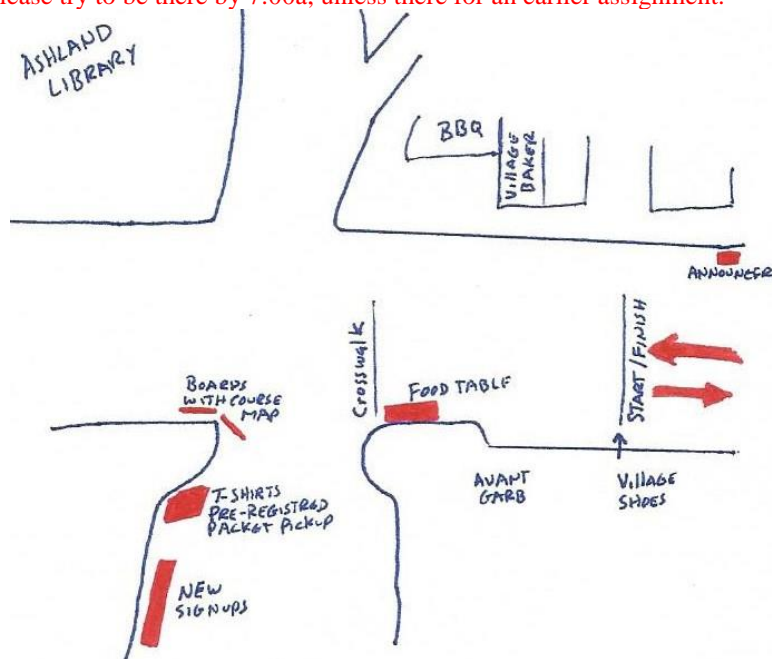 lease try to be there by 7:00a, unless there for an earlier assignment.
ASHLAND
LIBRARY
BBQ
VILLAGE
BAKER
ANNOUNCER
Crosswalk
START/FINISH
BOARDS
WITH COURSE
MAP
FOOD TABLE
T-SHIRTS
PRE-REGISTRED
PACKET PICKUP
AVANT
GARB
VILLAGE
SHOES
NEW
SIGNUPS